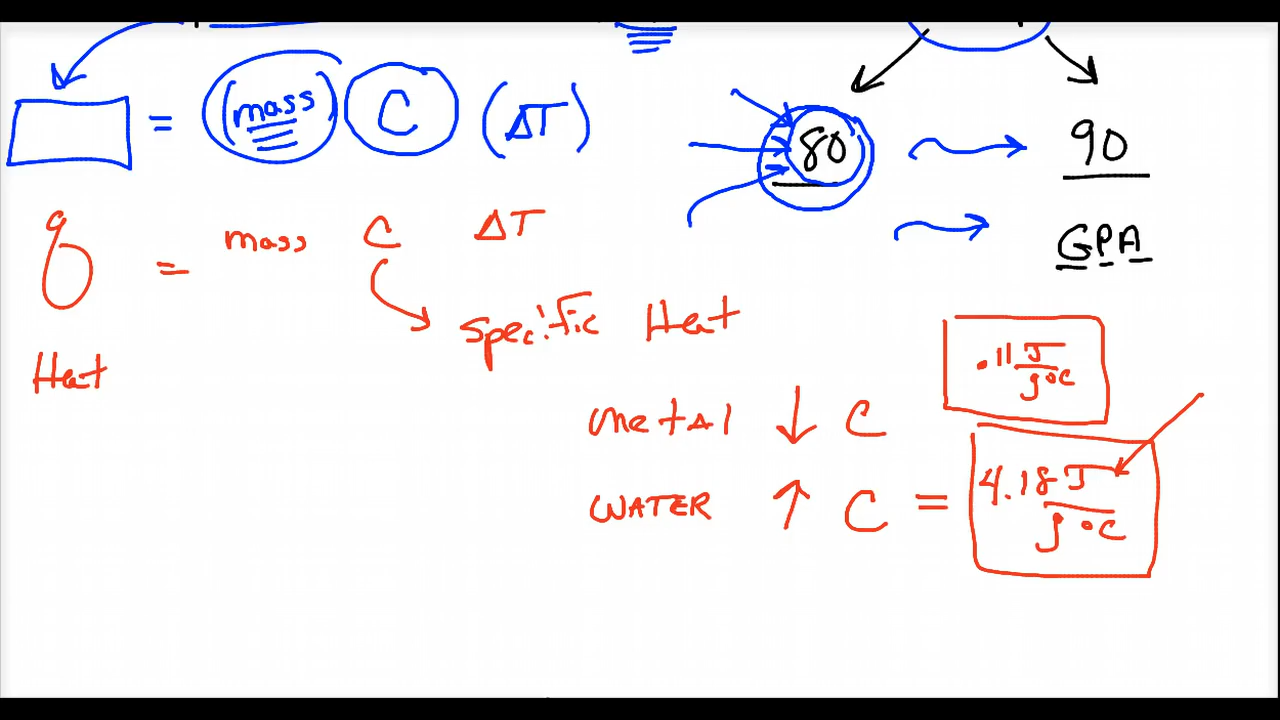 = (mass) C (ΔT)
80
90
GPA
q = mass C ΔT
Specific Heat
Heat
.11 J
g °C
Metal ↓ C
WATER ↑ C = 4.18 J
g °C